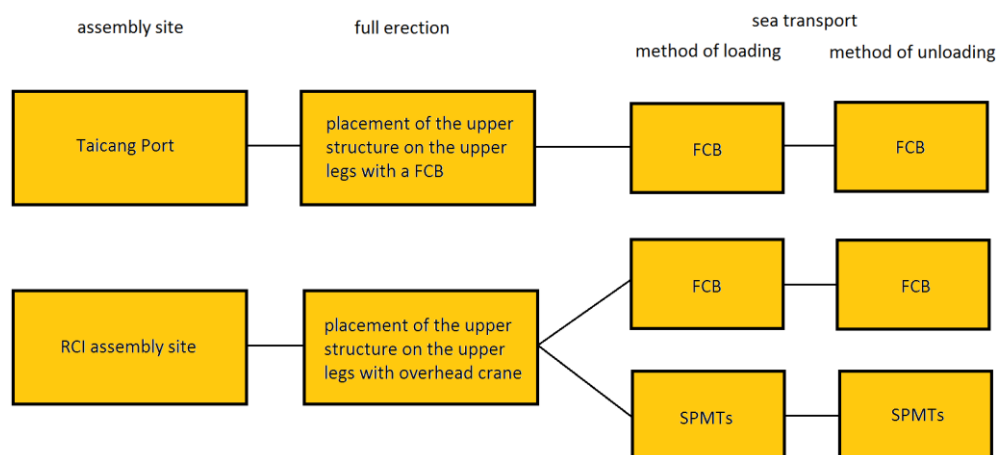 assembly site
full erection
sea transport
method of loading
method of unloading
Taicang Port
placement of the upper
structure on the upper
legs with a FCB
FCB
FCB
RCI assembly site
placement of the upper
structure on the upper
legs with overhead crane
FCB
FCB
SPMTs
SPMTs